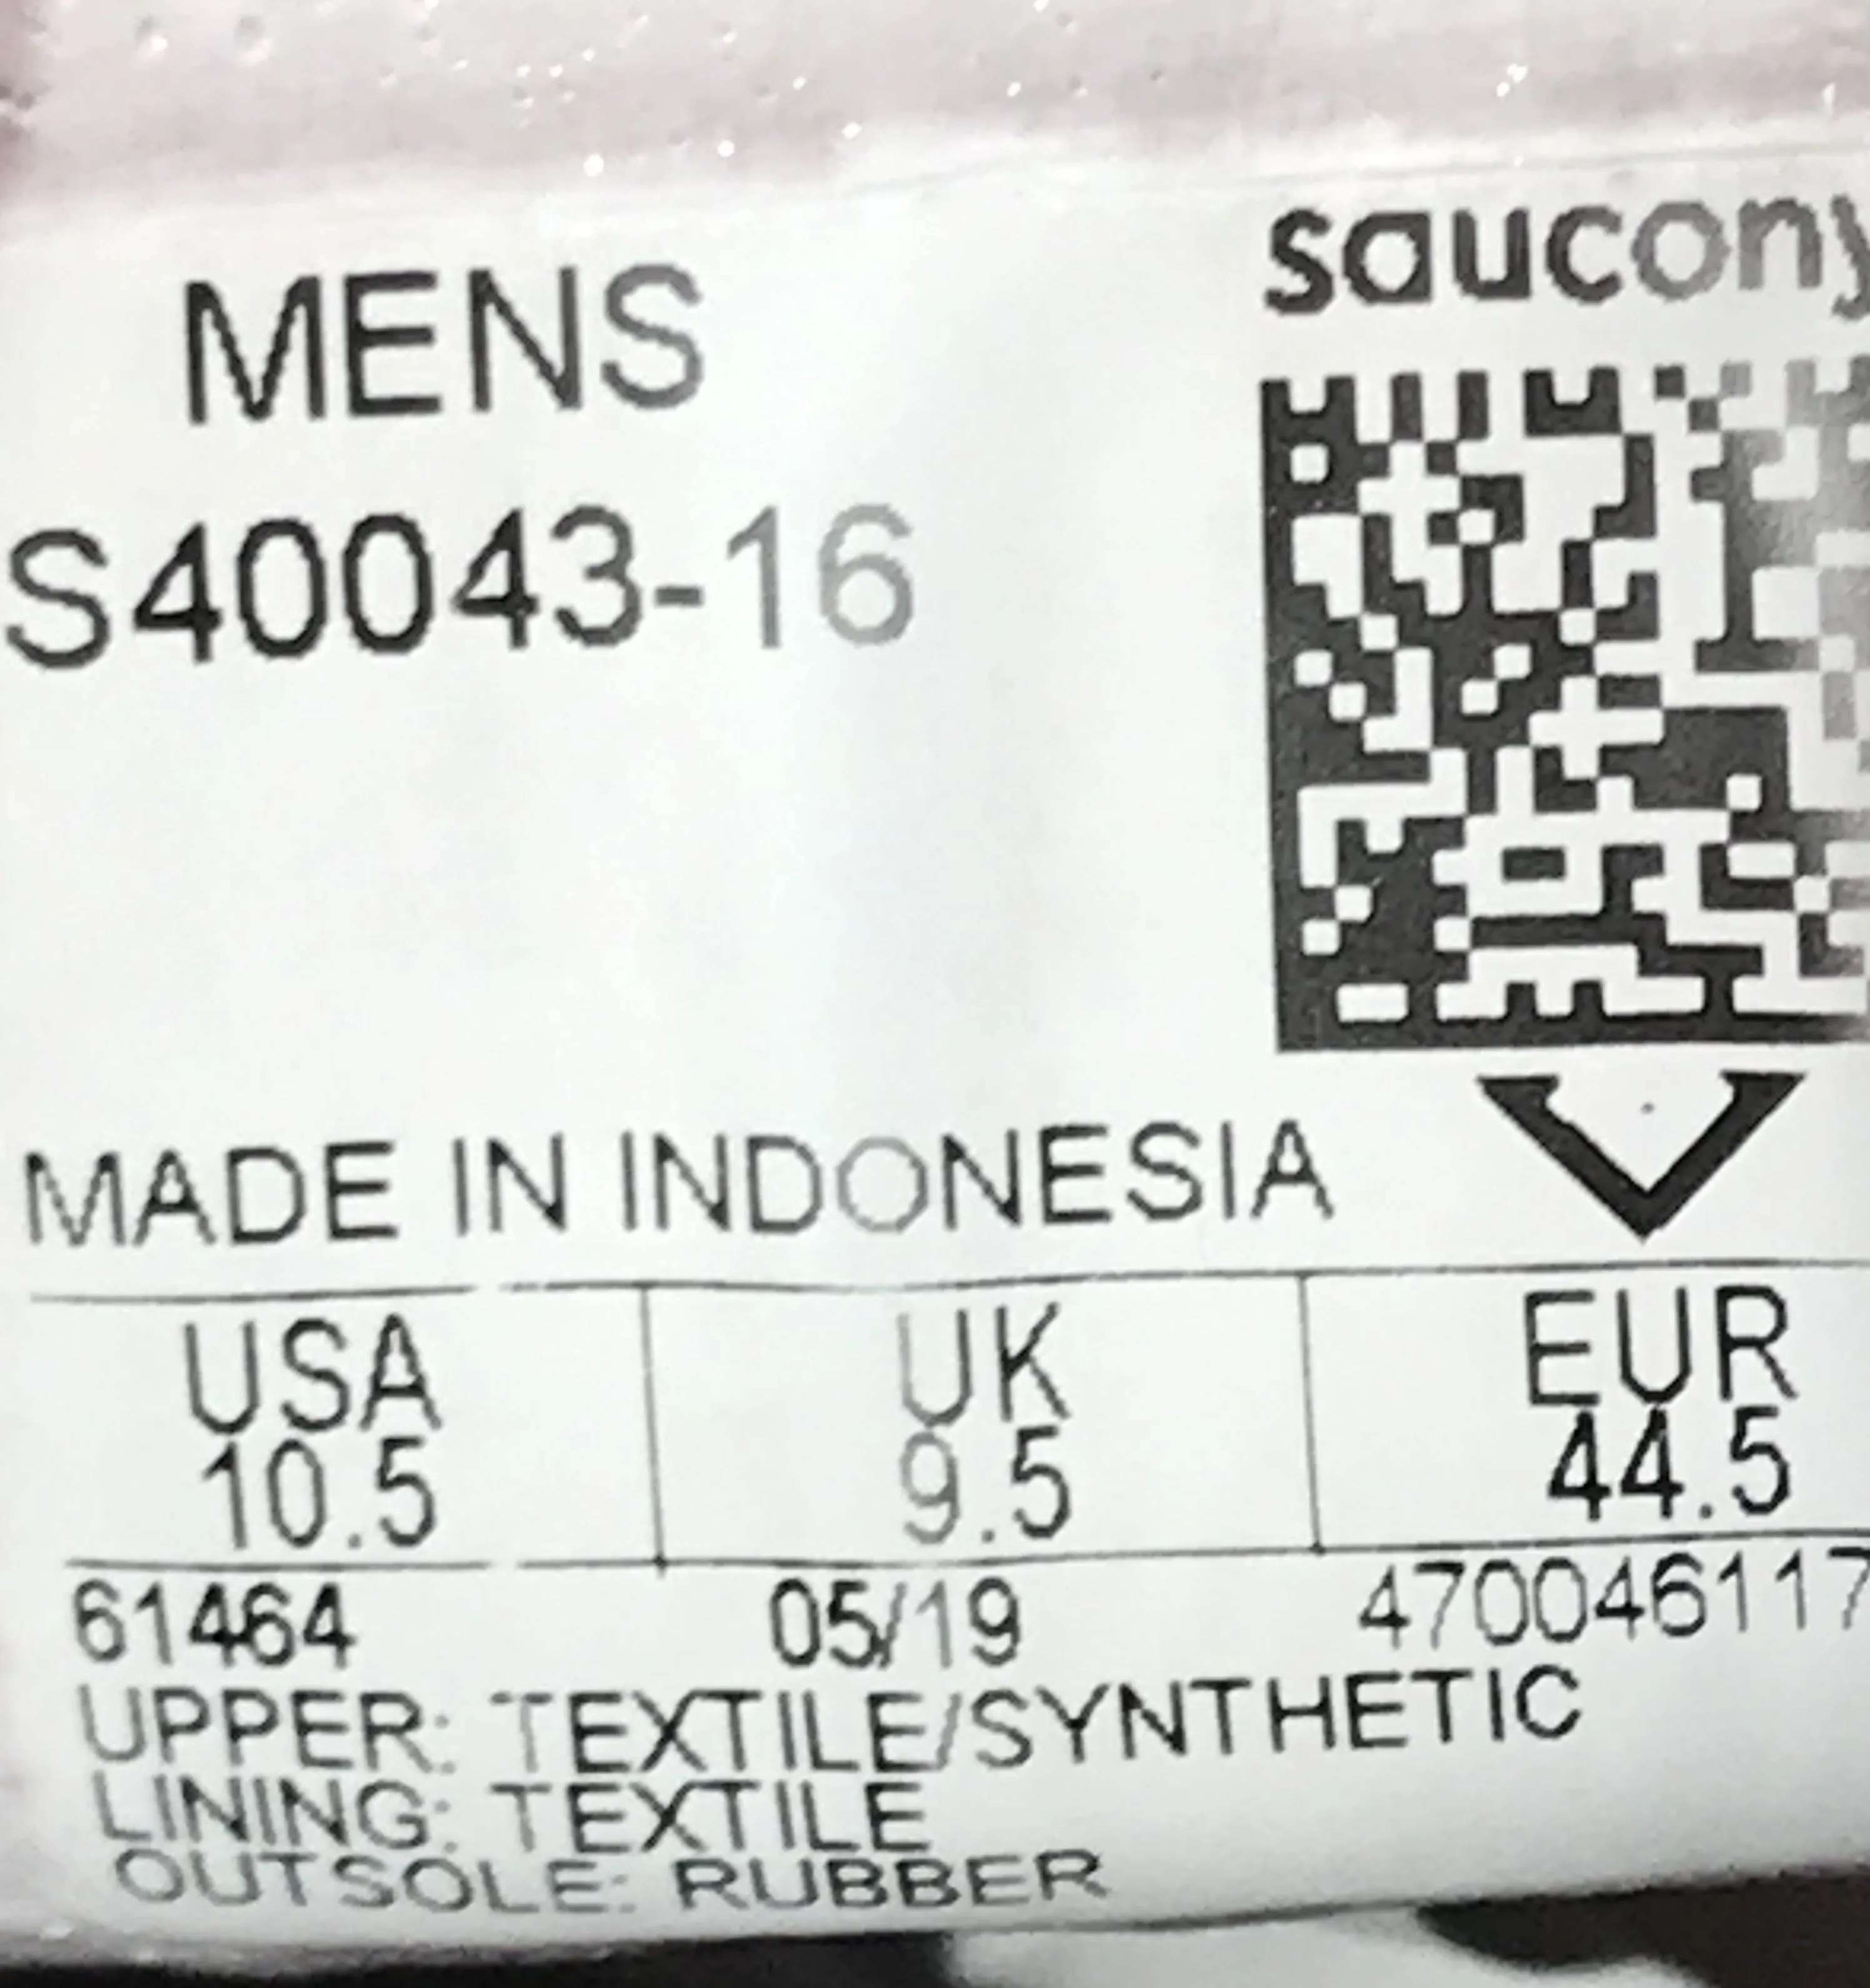 saucony
MENS
S40043-16
MADE IN INDONESIA
USA UK EUR
10.5 9.5 44.5
61464 05/19 470046117
UPPER: TEXTILE/SYNTHETIC
LINING: TEXTILE
OUTSOLE: RUBBER